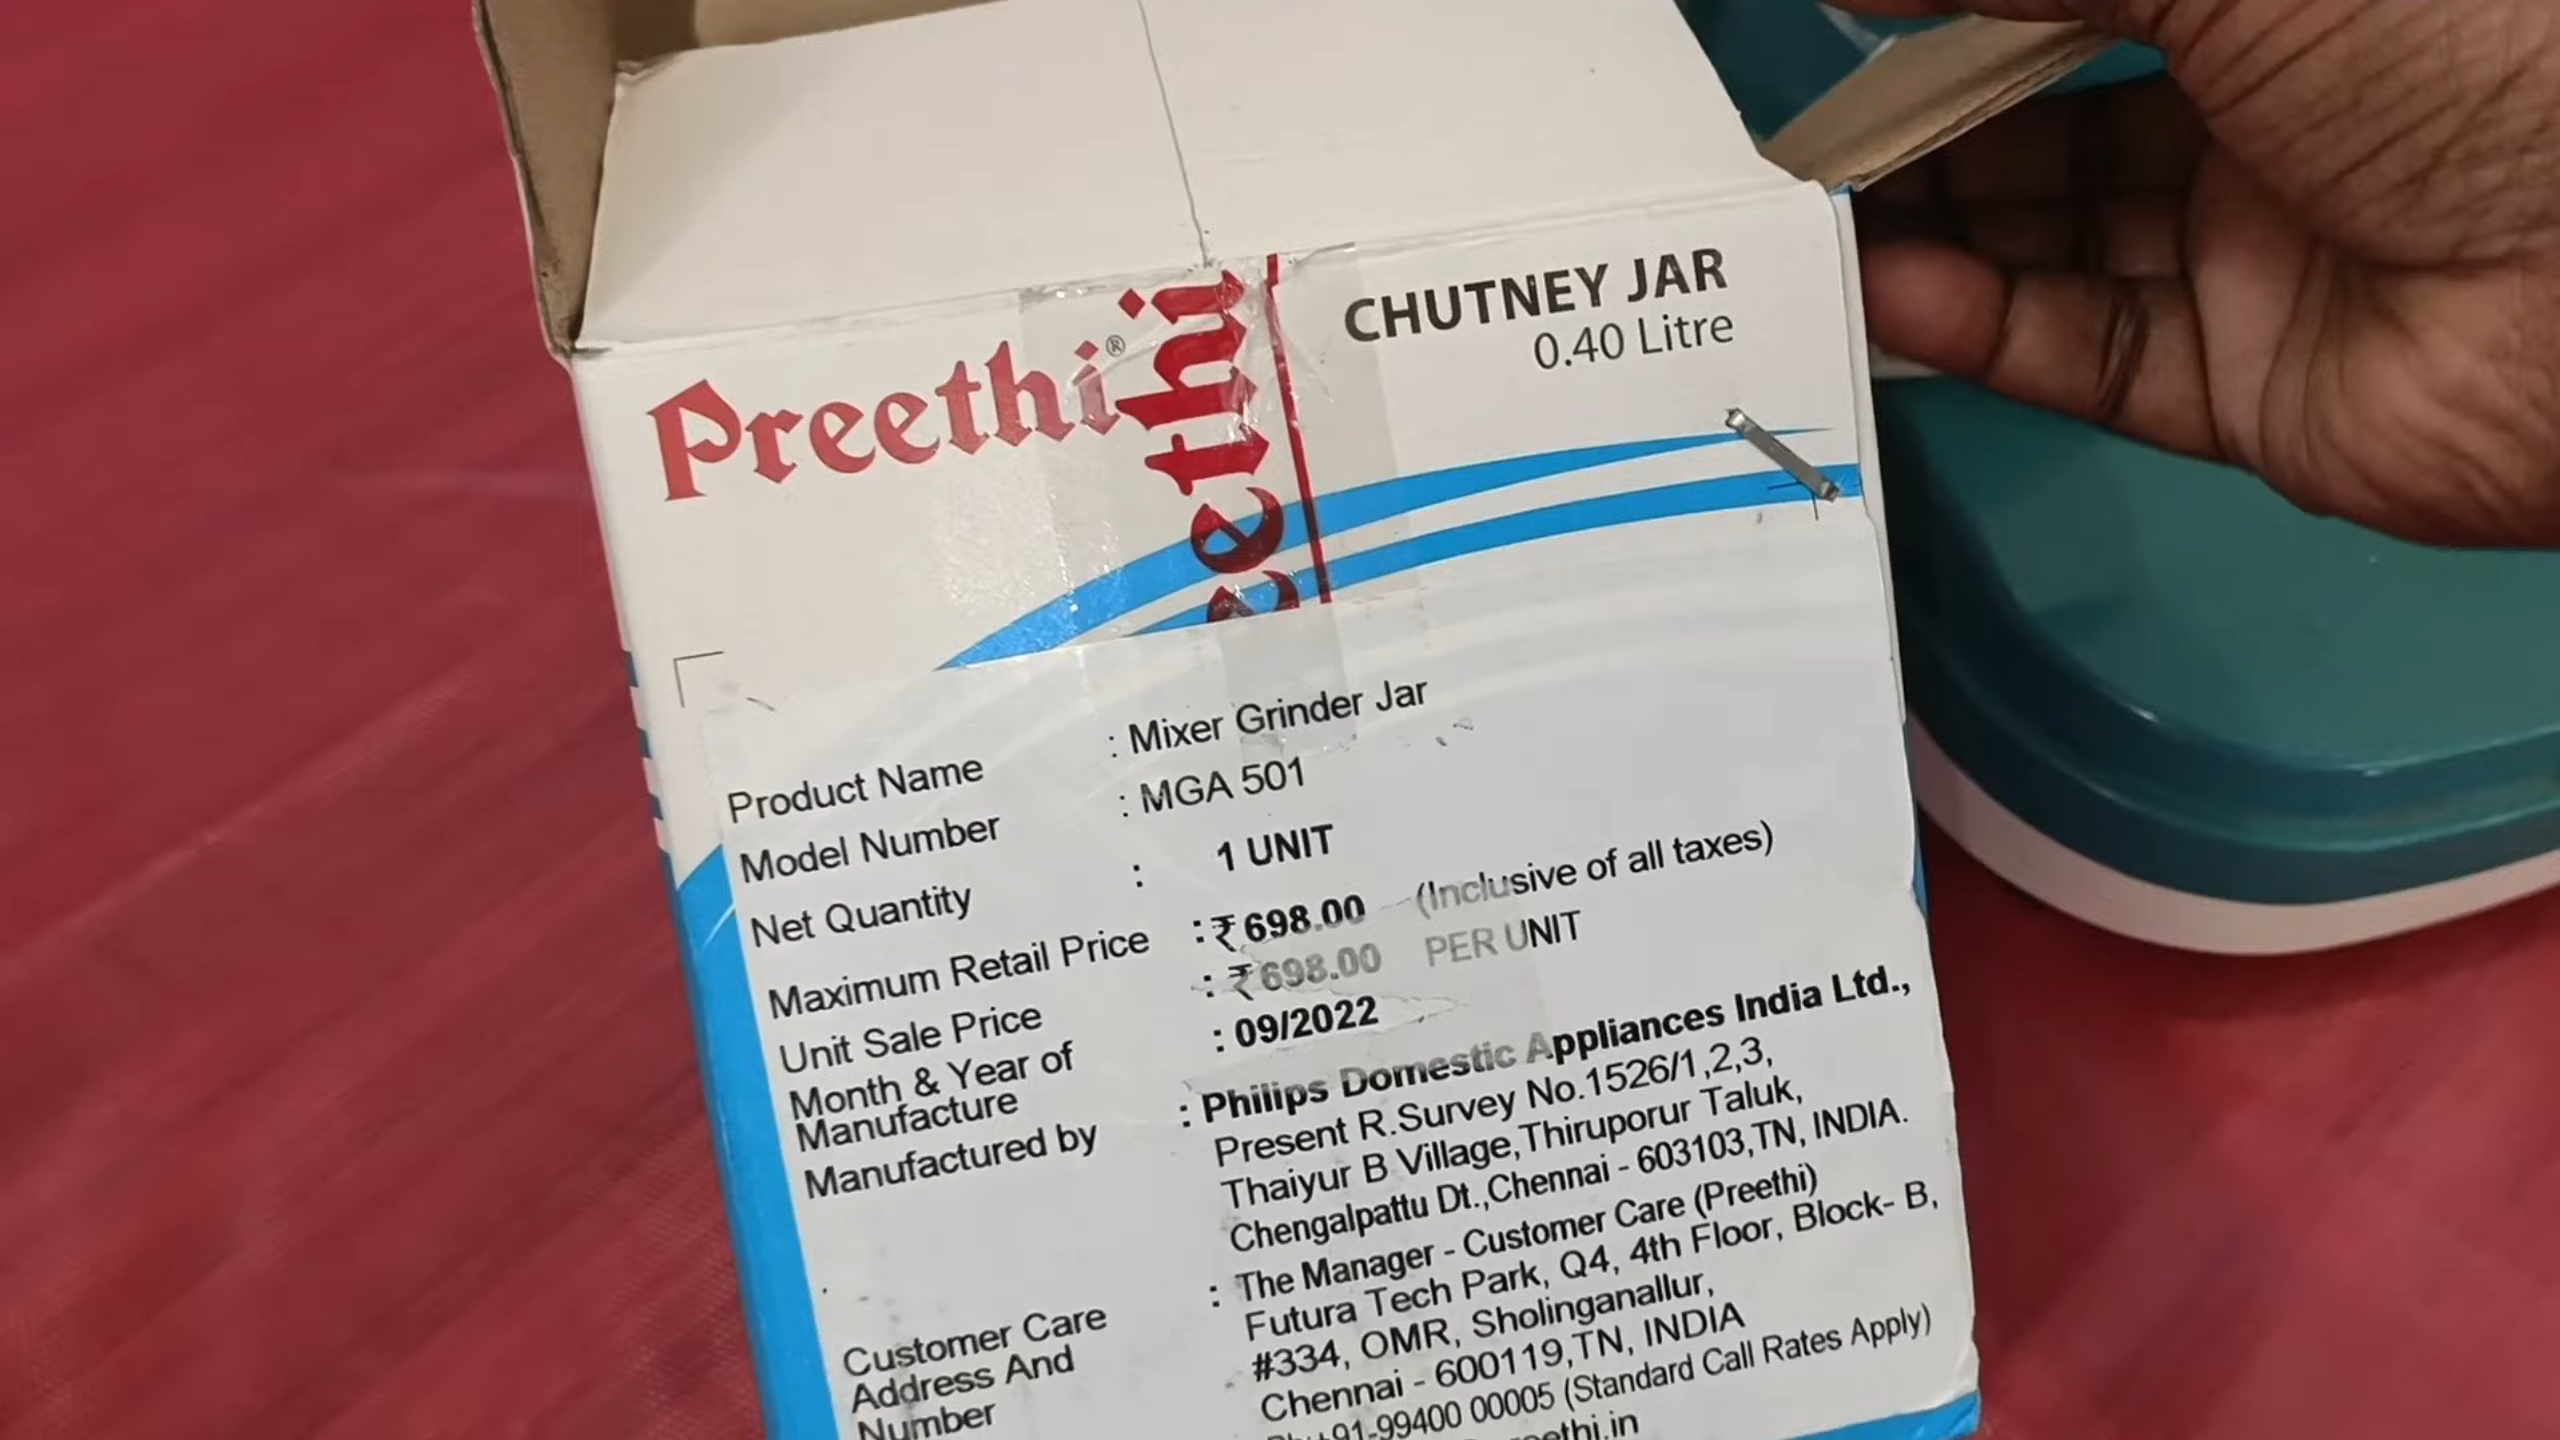 Preethi®
ethi
CHUTNEY JAR
0.40 Litre
Product Name : Mixer Grinder Jar
Model Number : MGA 501
Net Quantity : 1 UNIT
Maximum Retail Price : ₹ 698.00 (Inclusive of all taxes)
Unit Sale Price : ₹ 698.00 PER UNIT
Month & Year of : 09/2022
Manufacture
Manufactured by : Philips Domestic Appliances India Ltd.,
Present R.Survey No.1526/1,2,3,
Thaiyur B Village,Thiruporur Taluk,
Chengalpattu Dt.,Chennai - 603103,TN, INDIA.
Customer Care : The Manager - Customer Care (Preethi)
Address And Futura Tech Park, Q4, 4th Floor, Block- B,
Number #334, OMR, Sholinganallur,
Chennai - 600119,TN, INDIA
+91-99400 00005 (Standard Call Rates Apply)
eethi.in